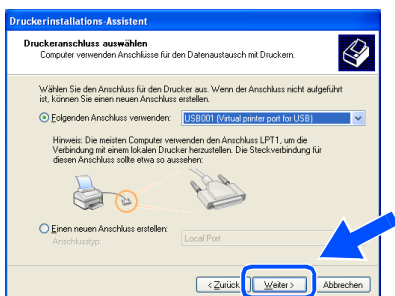 Druckerinstallations-Assistent
Druckeranschluss auswählen
Computer verwenden Anschlüsse für den Datenaustausch mit Druckern.
Wählen Sie den Anschluss für den Drucker aus. Wenn der Anschluss nicht aufgeführt
ist, können Sie einen neuen Anschluss erstellen.
Folgenden Anschluss verwenden: USB001 (Virtual printer port for USB)
Hinweis: Die meisten Computer verwenden den Anschluss LPT1, um die
Verbindung mit einem lokalen Drucker herzustellen. Die Steckverbindung für
diesen Anschluss sollte etwa so
aussehen:
Einen neuen Anschluss erstellen:
Anschlusstyp: Local Port
< Zurück Weiter > Abbrechen